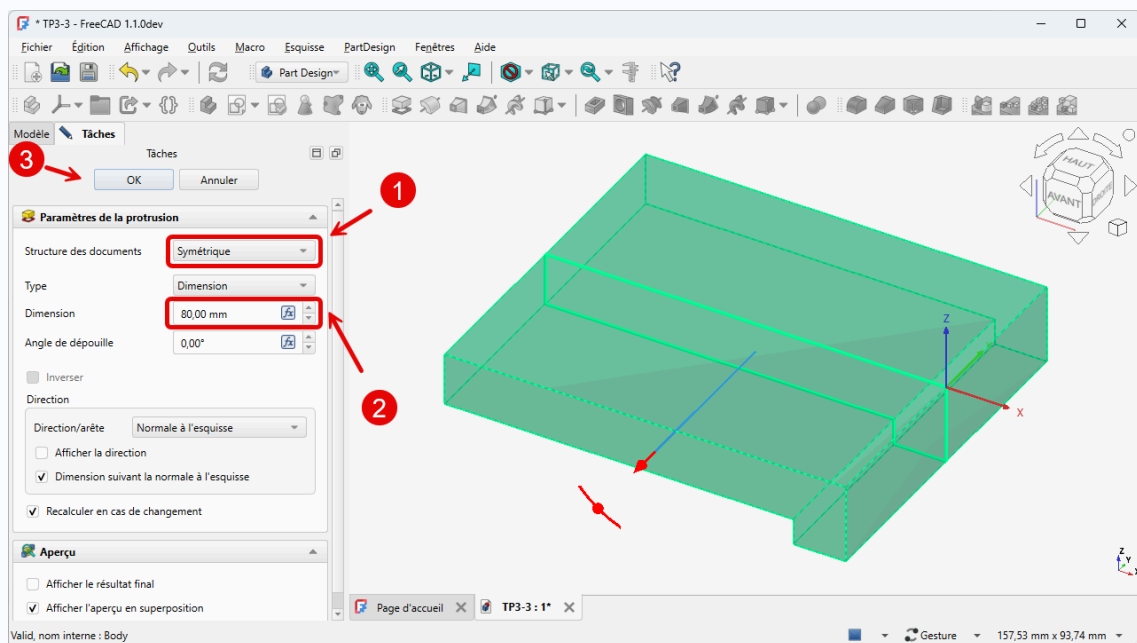 * TP3-3 - FreeCAD 1.1.0dev
Fichier Édition Affichage Outils Macro Esquisse PartDesign Fenêtres Aide
Part Design
Modèle Tâches
Tâches
3
OK Annuler
1
Paramètres de la protrusion
Structure des documents Symétrique
Type Dimension
Dimension 80,00 mm
Angle de dépouille 0,00°
Inverser
2
Direction
Direction/arête Normale à l'esquisse
Afficher la direction
Dimension suivant la normale à l'esquisse
Recalculer en cas de changement
Aperçu
Afficher le résultat final
Afficher l'aperçu en superposition
HAUT
AVANT DROITE
Z
X
Z
Y
X
Page d'accueil TP3-3 : 1*
Valid, nom interne : Body Gesture 157,53 mm x 93,74 mm